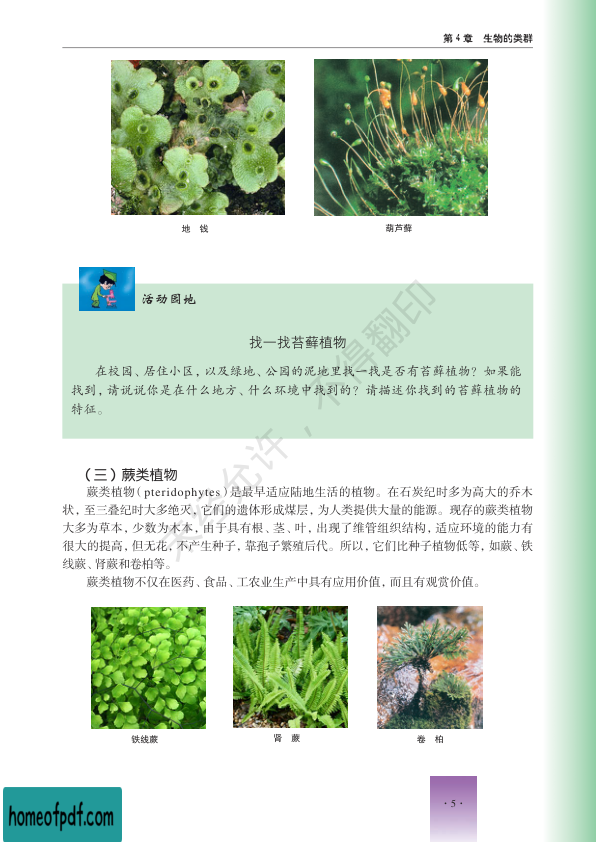 第 4 章 生物的类群
地 钱
葫芦藓
活动园地
找一找苔藓植物
在校园、居住小区，以及绿地、公园的泥地里找一找是否有苔藓植物？如果能
找到，请说说你是在什么地方、什么环境中找到的？请描述你找到的苔藓植物的
特征。
未经允许，不得翻印
（三）蕨类植物
蕨类植物（pteridophytes）是最早适应陆地生活的植物。在石炭纪时多为高大的乔木
状，至三叠纪时大多绝灭，它们的遗体形成煤层，为人类提供大量的能源。现存的蕨类植物
大多为草本，少数为木本，由于具有根、茎、叶，出现了维管组织结构，适应环境的能力有
很大的提高，但无花，不产生种子，靠孢子繁殖后代。所以，它们比种子植物低等，如蕨、铁
线蕨、肾蕨和卷柏等。
蕨类植物不仅在医药、食品、工农业生产中具有应用价值，而且有观赏价值。
铁线蕨
肾 蕨
卷 柏
· 5 ·
homeofpdf.com